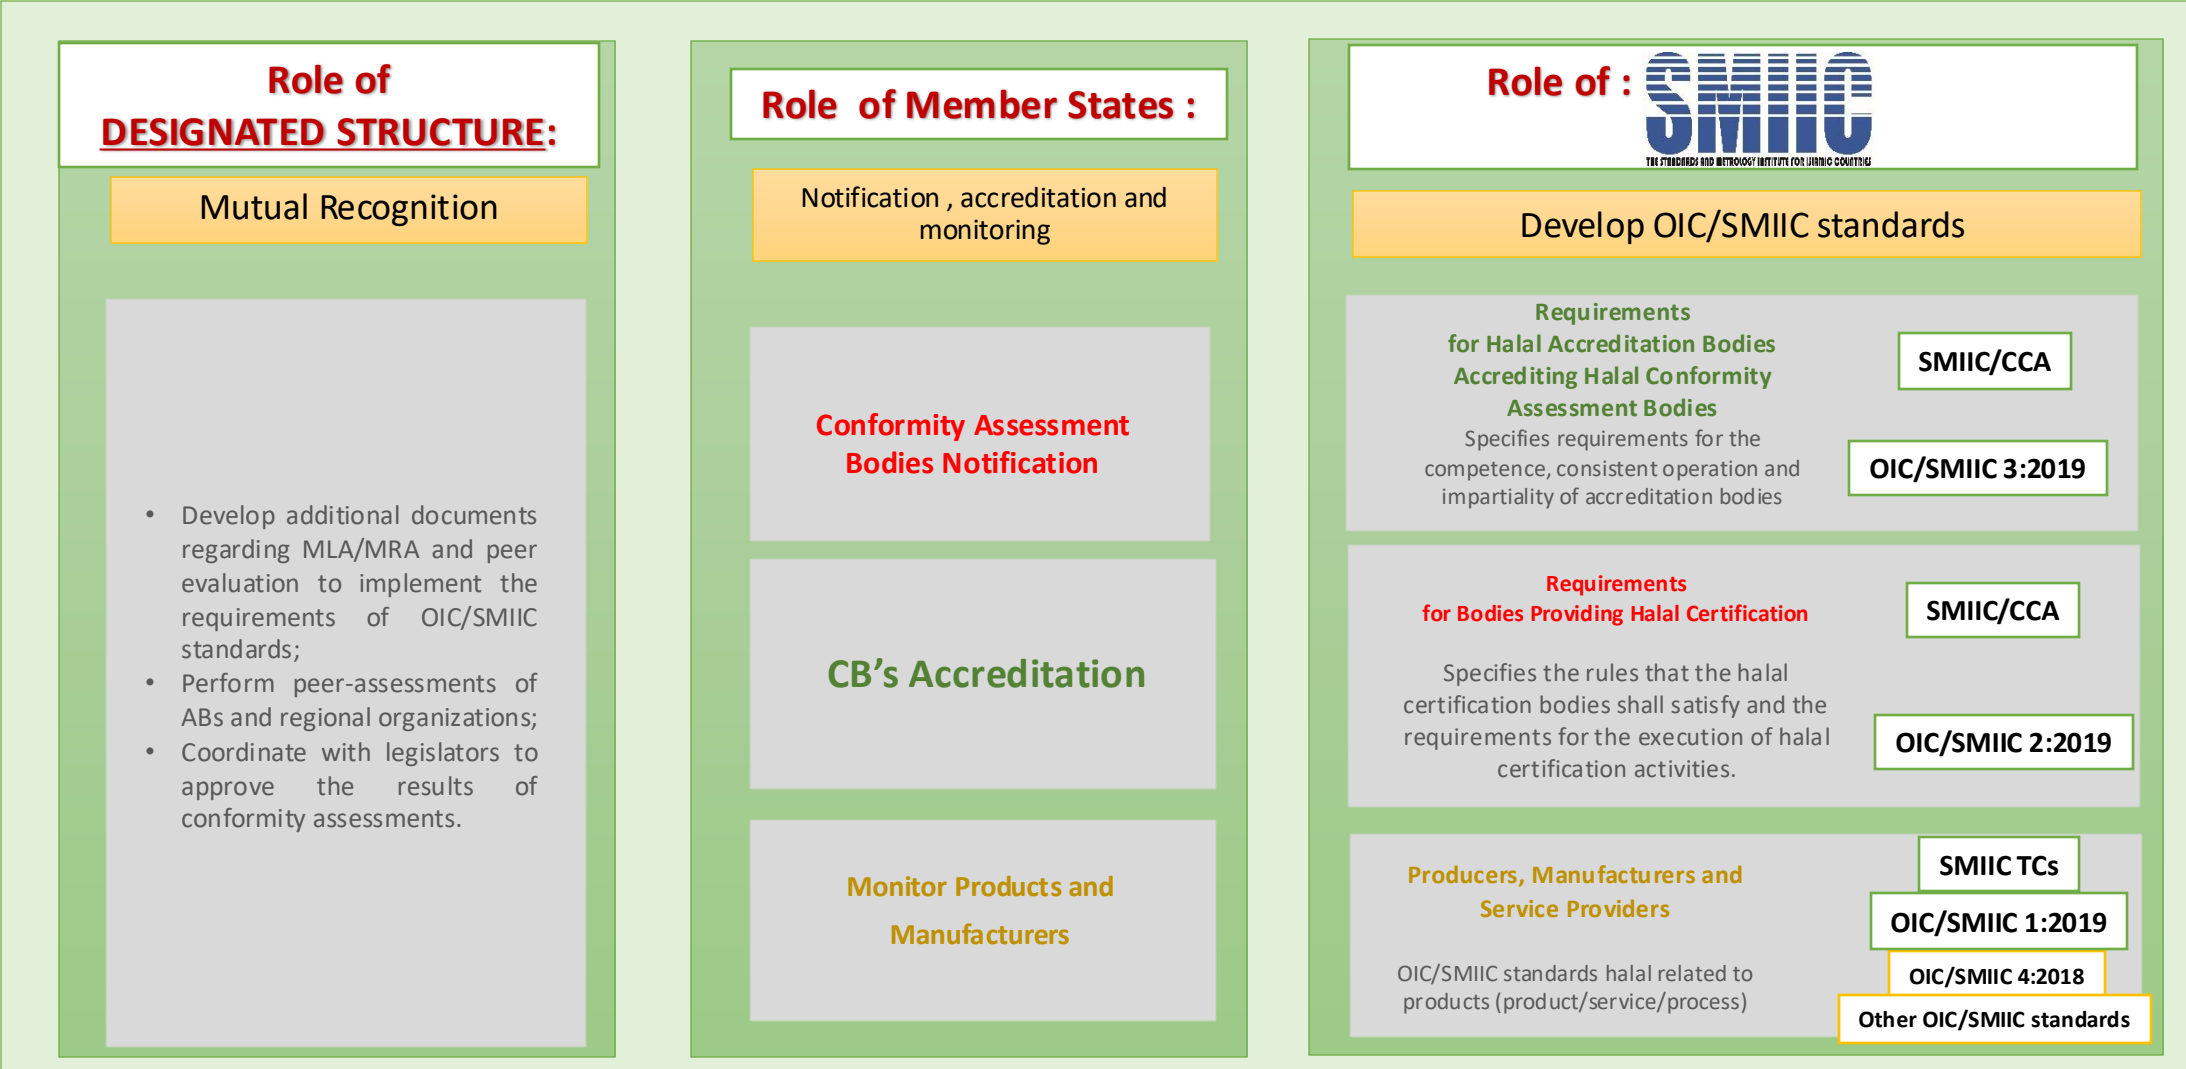 Role of
DESIGNATED STRUCTURE:
Mutual Recognition
• Develop additional documents
regarding MLA/MRA and peer
evaluation to implement the
requirements of OIC/SMIIC
standards;
• Perform peer-assessments of
ABs and regional organizations;
• Coordinate with legislators to
approve the results of
conformity assessments.
Role of Member States :
Notification , accreditation and
monitoring
Conformity Assessment
Bodies Notification
CB’s Accreditation
Monitor Products and
Manufacturers
Role of :
SMIIC
THE STANDARDS AND METROLOGY INSTITUTE FOR ISLAMIC COUNTRIES
Develop OIC/SMIIC standards
Requirements
for Halal Accreditation Bodies
Accrediting Halal Conformity
Assessment Bodies
Specifies requirements for the
competence, consistent operation and
impartiality of accreditation bodies
SMIIC/CCA
OIC/SMIIC 3:2019
Requirements
for Bodies Providing Halal Certification
Specifies the rules that the halal
certification bodies shall satisfy and the
requirements for the execution of halal
certification activities.
SMIIC/CCA
OIC/SMIIC 2:2019
Producers, Manufacturers and
Service Providers
OIC/SMIIC standards halal related to
products (product/service/process)
SMIIC TCs
OIC/SMIIC 1:2019
OIC/SMIIC 4:2018
Other OIC/SMIIC standards